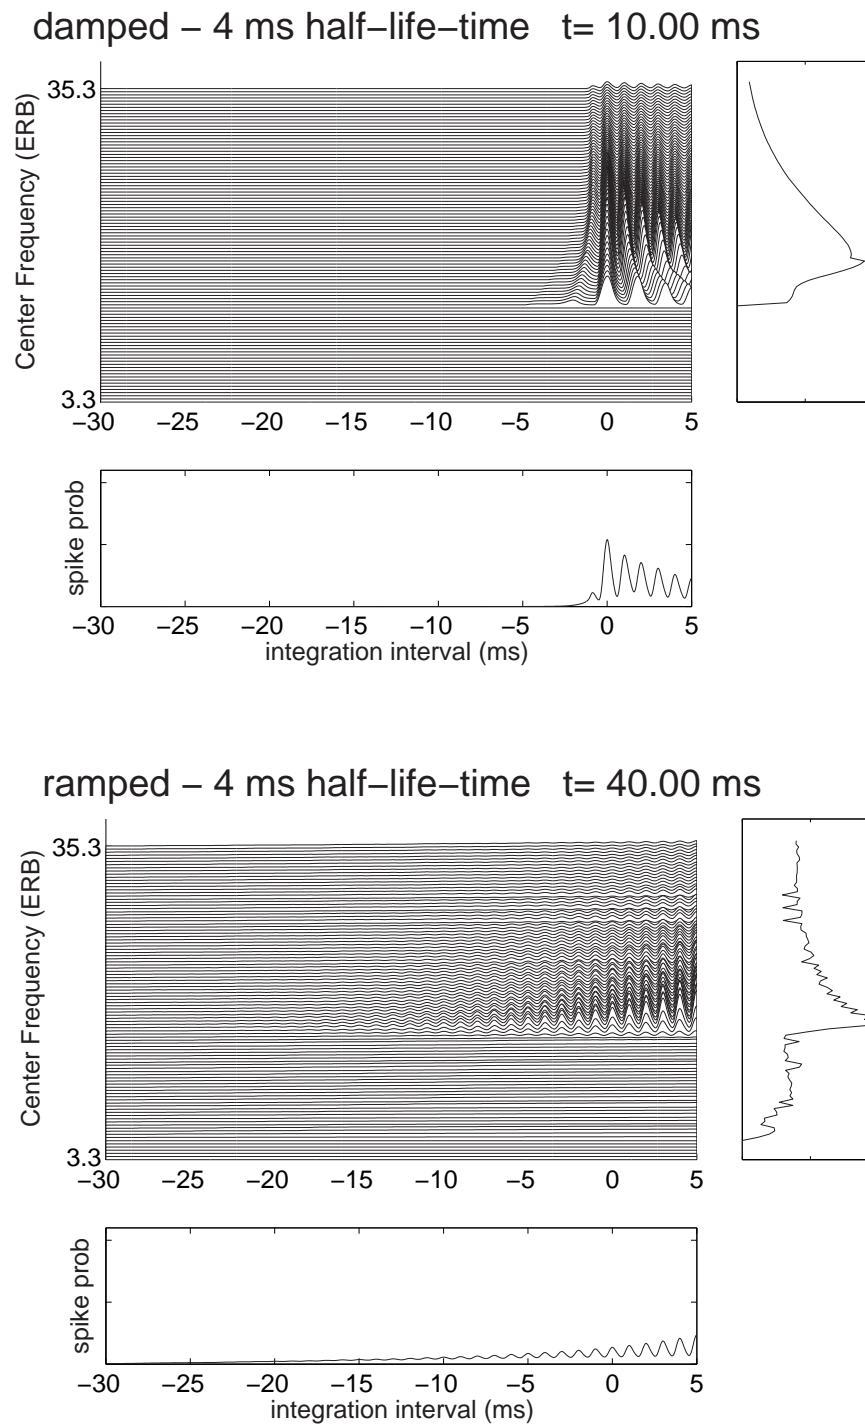 damped − 4 ms half−life−time t= 10.00 ms
35.3
Center Frequency (ERB)
3.3
−30 −25 −20 −15 −10 −5 0 5
spike prob
−30 −25 −20 −15 −10 −5 0 5
integration interval (ms)
ramped − 4 ms half−life−time t= 40.00 ms
35.3
Center Frequency (ERB)
3.3
−30 −25 −20 −15 −10 −5 0 5
spike prob
−30 −25 −20 −15 −10 −5 0 5
integration interval (ms)